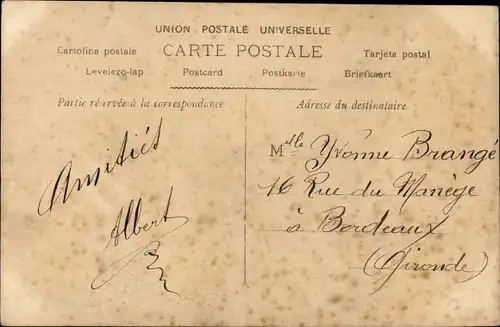 UNION POSTALE UNIVERSELLE
CARTE POSTALE
Cartolina postale Tarjeta postal
Levelezo-lap Postcard Postkarte Briefkaart
Partie réservée à la correspondance
Amitiés
Albert
Adresse du destinataire
Mlle Yvonne Brangé
16 Rue du Manège
à Bordeaux
(Gironde)